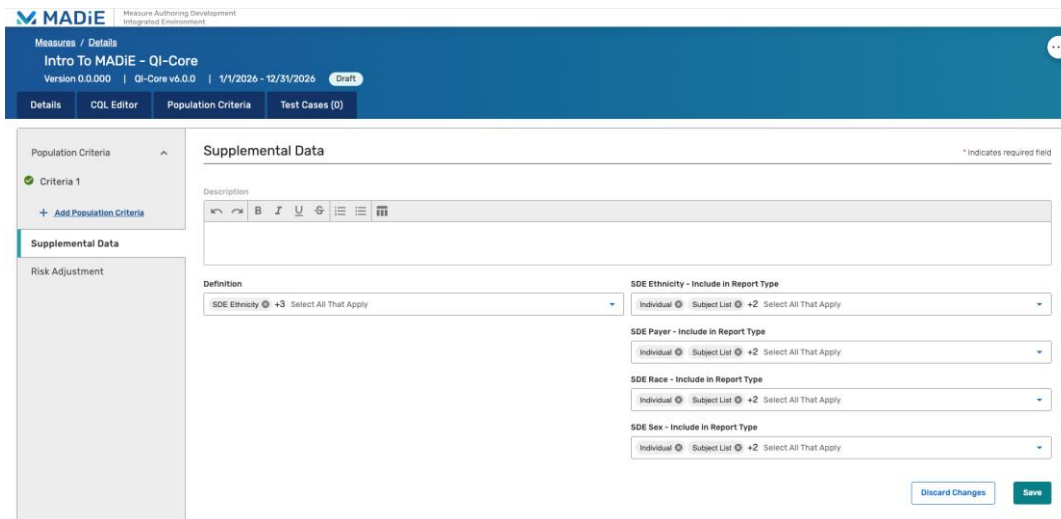 MADiE
Measure Authoring Development
Integrated Environment
Measures / Details
Intro To MADiE - QI-Core
Version 0.0.000 | QI-Core v6.0.0 | 1/1/2026 - 12/31/2026 Draft
Details CQL Editor Population Criteria Test Cases (0)
Population Criteria
Criteria 1
+ Add Population Criteria
Supplemental Data
Risk Adjustment
Supplemental Data
* Indicates required field
Description
B I U S
Definition
SDE Ethnicity +3 Select All That Apply
SDE Ethnicity - Include in Report Type
Individual Subject List +2 Select All That Apply
SDE Payer - Include in Report Type
Individual Subject List +2 Select All That Apply
SDE Race - Include in Report Type
Individual Subject List +2 Select All That Apply
SDE Sex - Include in Report Type
Individual Subject List +2 Select All That Apply
Discard Changes Save